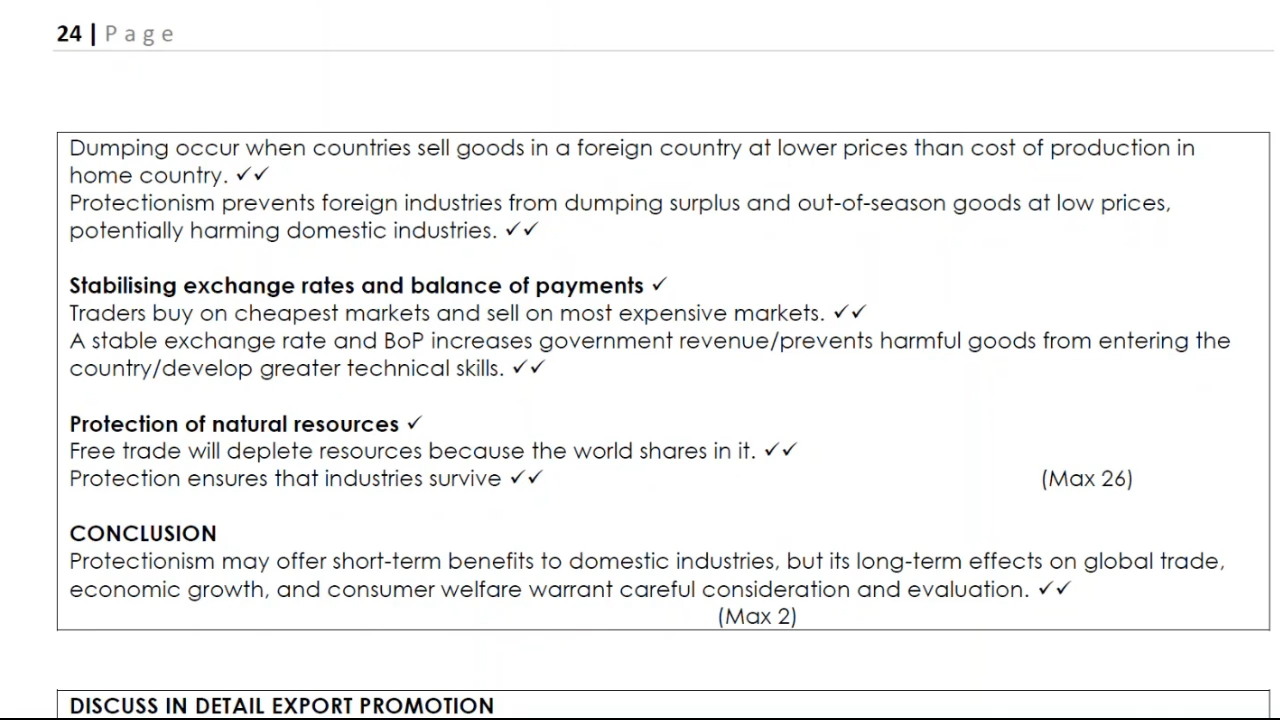 24 | Page
Dumping occur when countries sell goods in a foreign country at lower prices than cost of production in
home country. ✓✓
Protectionism prevents foreign industries from dumping surplus and out-of-season goods at low prices,
potentially harming domestic industries. ✓✓
Stabilising exchange rates and balance of payments ✓
Traders buy on cheapest markets and sell on most expensive markets. ✓✓
A stable exchange rate and BoP increases government revenue/prevents harmful goods from entering the
country/develop greater technical skills. ✓✓
Protection of natural resources ✓
Free trade will deplete resources because the world shares in it. ✓✓
Protection ensures that industries survive ✓✓ (Max 26)
CONCLUSION
Protectionism may offer short-term benefits to domestic industries, but its long-term effects on global trade,
economic growth, and consumer welfare warrant careful consideration and evaluation. ✓✓
(Max 2)
DISCUSS IN DETAIL EXPORT PROMOTION